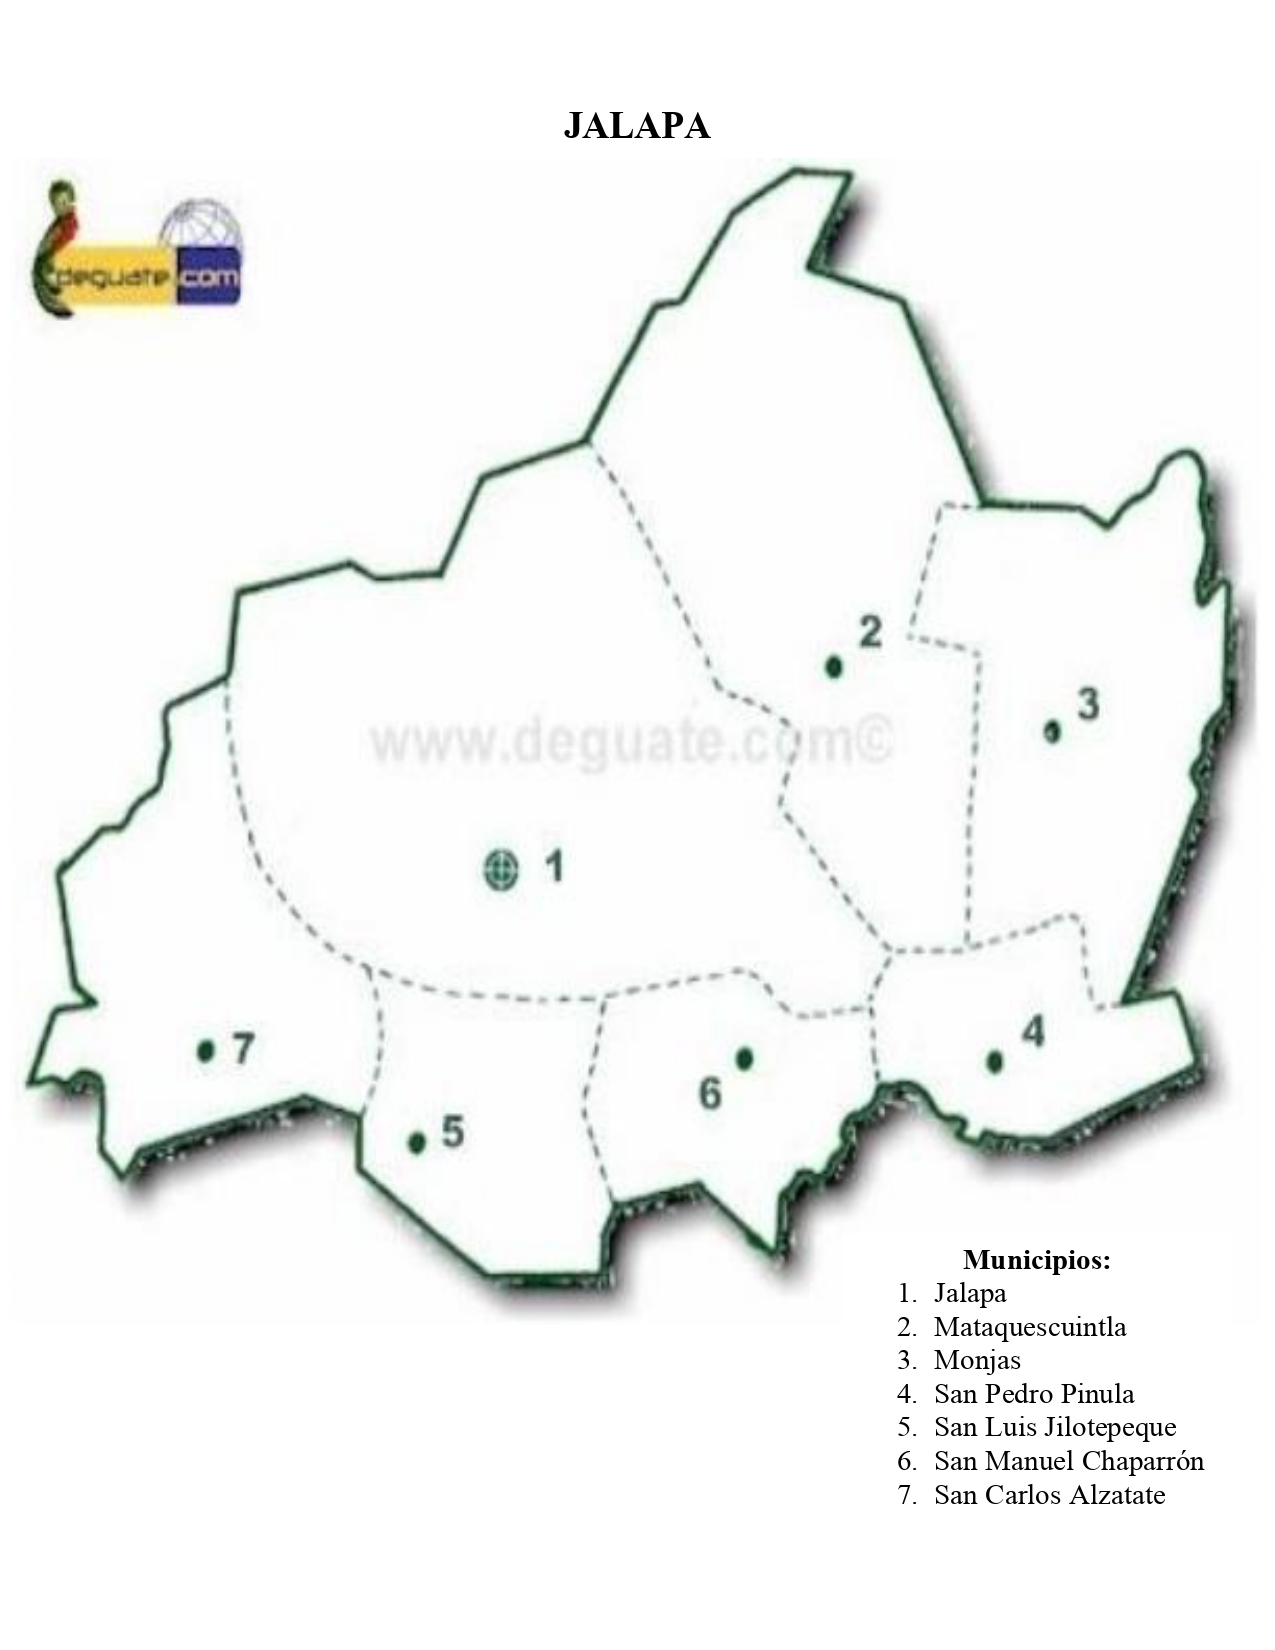 JALAPA
deguate.com
2
3
www.deguate.com©
1
4
7
6
5
Municipios:
1. Jalapa
2. Mataquescuintla
3. Monjas
4. San Pedro Pinula
5. San Luis Jilotepeque
6. San Manuel Chaparrón
7. San Carlos Alzatate